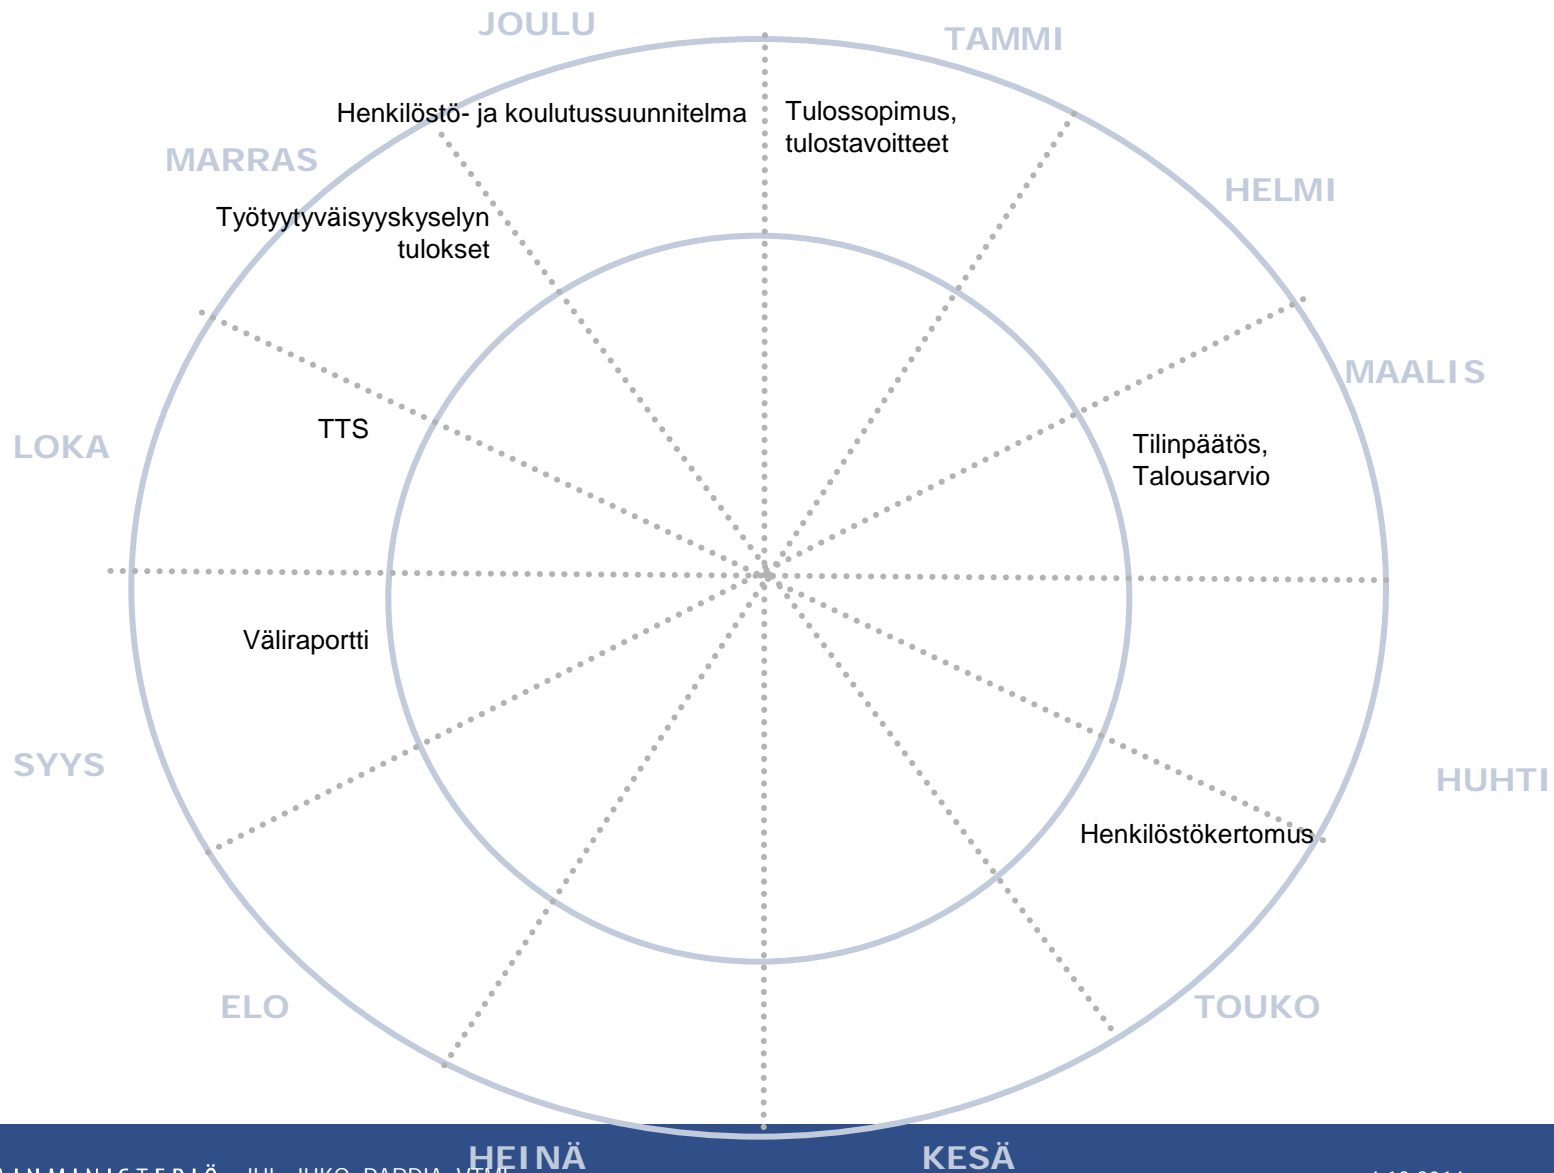 JOULU
TAMMI
Henkilöstö- ja koulutussuunnitelma
Tulossopimus,
tulostavoitteet
MARRAS
HELMI
Työtyytyväisyyskyselyn
tulokset
MAALIS
TTS
LOKA
Tilinpäätös,
Talousarvio
Väliraportti
SYYS
HUHTI
Henkilöstökertomus
ELO
TOUKO
HEINÄ
KESÄ